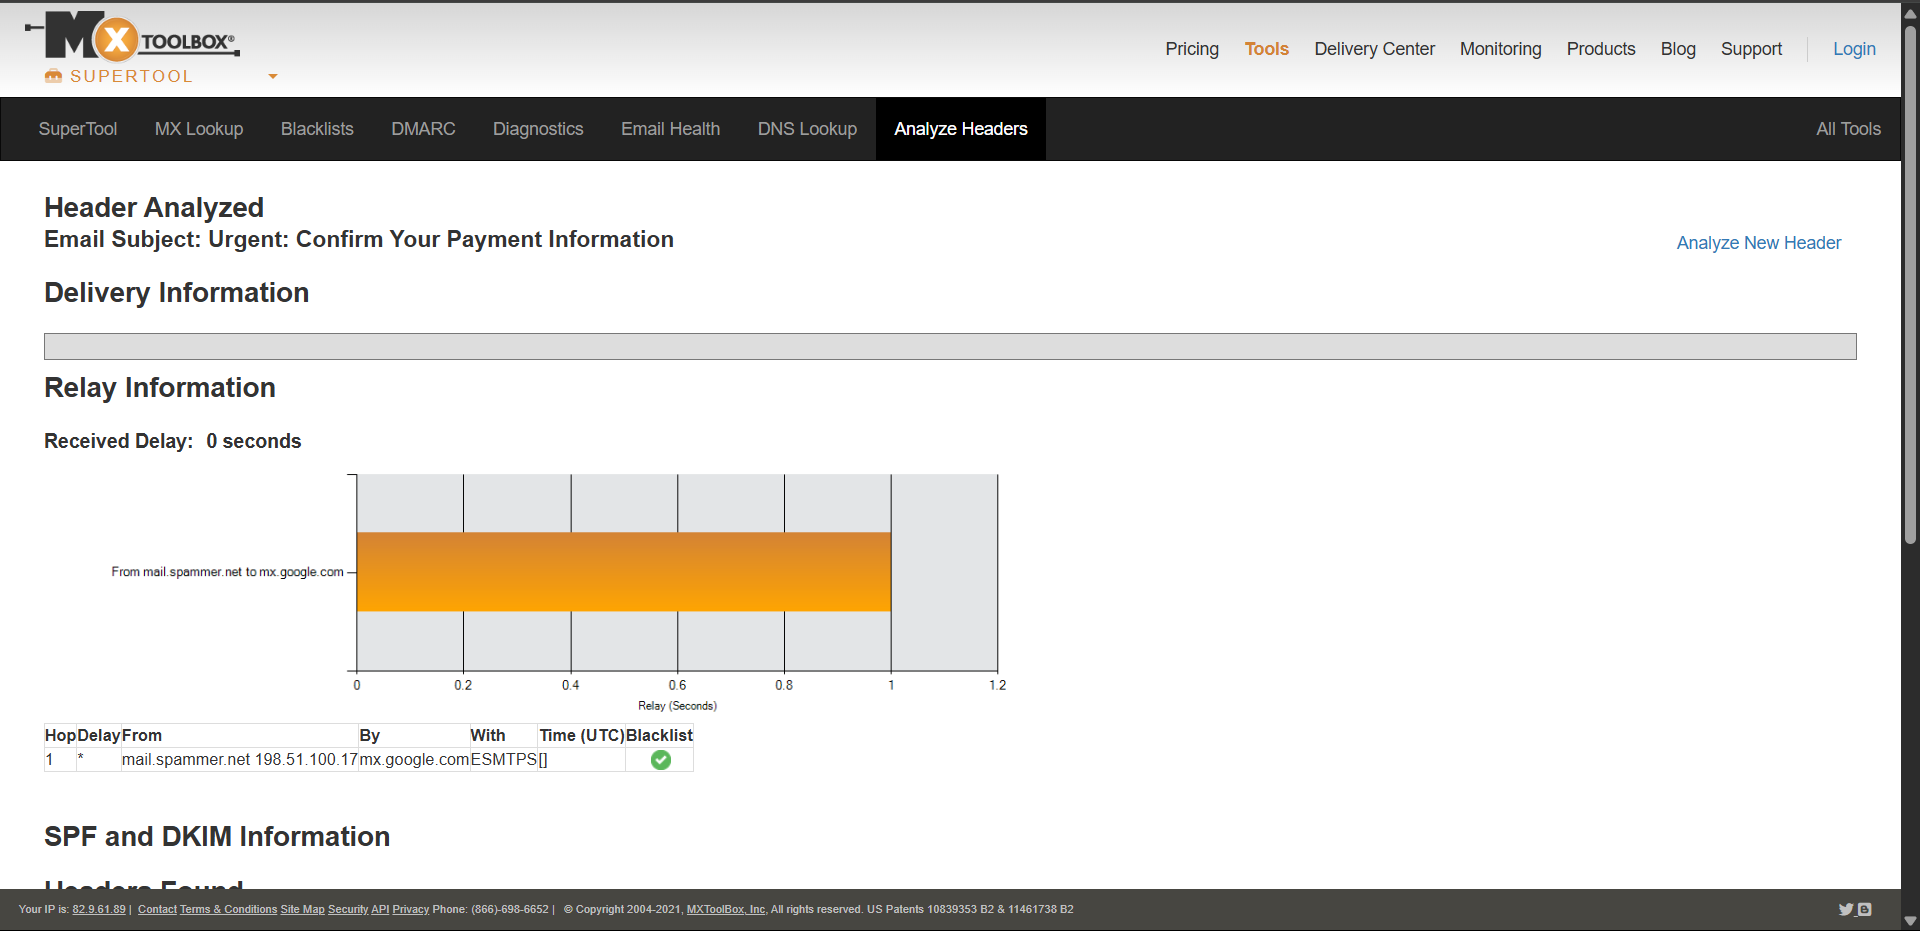 MX TOOLBOX®
SUPERTOOL
Pricing Tools Delivery Center Monitoring Products Blog Support Login
SuperTool MX Lookup Blacklists DMARC Diagnostics Email Health DNS Lookup Analyze Headers All Tools
Header Analyzed
Email Subject: Urgent: Confirm Your Payment Information
Analyze New Header
Delivery Information
Relay Information
Received Delay: 0 seconds
From mail.spammer.net to mx.google.com
0 0.2 0.4 0.6 0.8 1 1.2
Relay (Seconds)
Hop Delay From By With Time (UTC) Blacklist
1 * mail.spammer.net 198.51.100.17 mx.google.com ESMTPS []
SPF and DKIM Information
Headers Found
Your IP is: 82.9.61.89 | Contact Terms & Conditions Site Map Security API Privacy Phone: (866)-698-6652 | © Copyright 2004-2021, MXToolBox, Inc, All rights reserved. US Patents 10839353 B2 & 11461738 B2